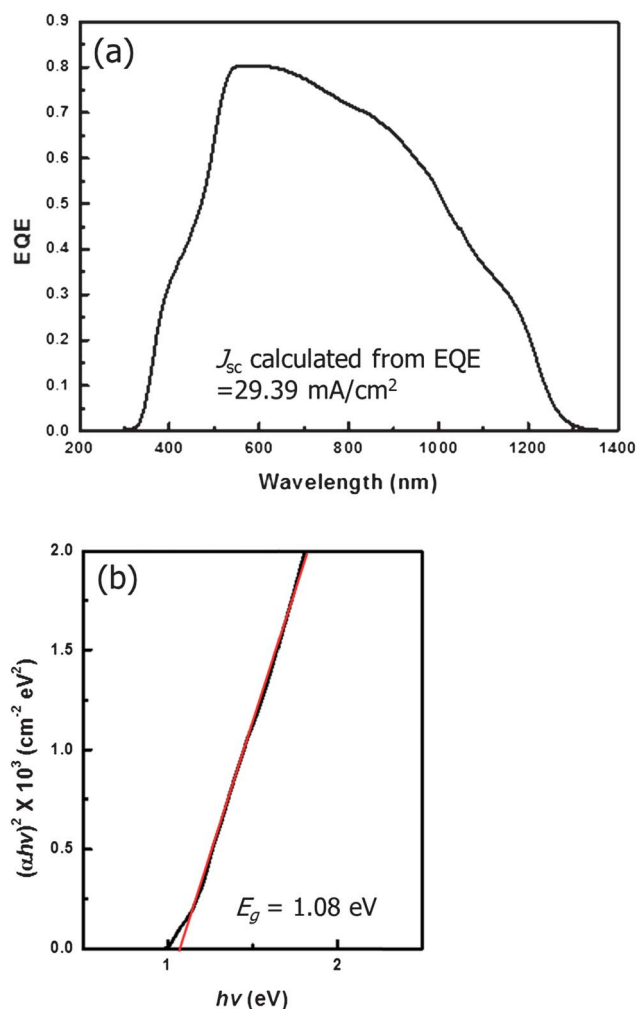 (a)
0.9
0.8
0.7
0.6
0.5
0.4
0.3
0.2
0.1
0.0
EQE
J_sc calculated from EQE
=29.39 mA/cm²
200 400 600 800 1000 1200 1400
Wavelength (nm)
(b)
2.0
1.5
1.0
0.5
0.0
(αhν)² X 10³ (cm⁻² eV²)
E_g = 1.08 eV
1 2
hν (eV)